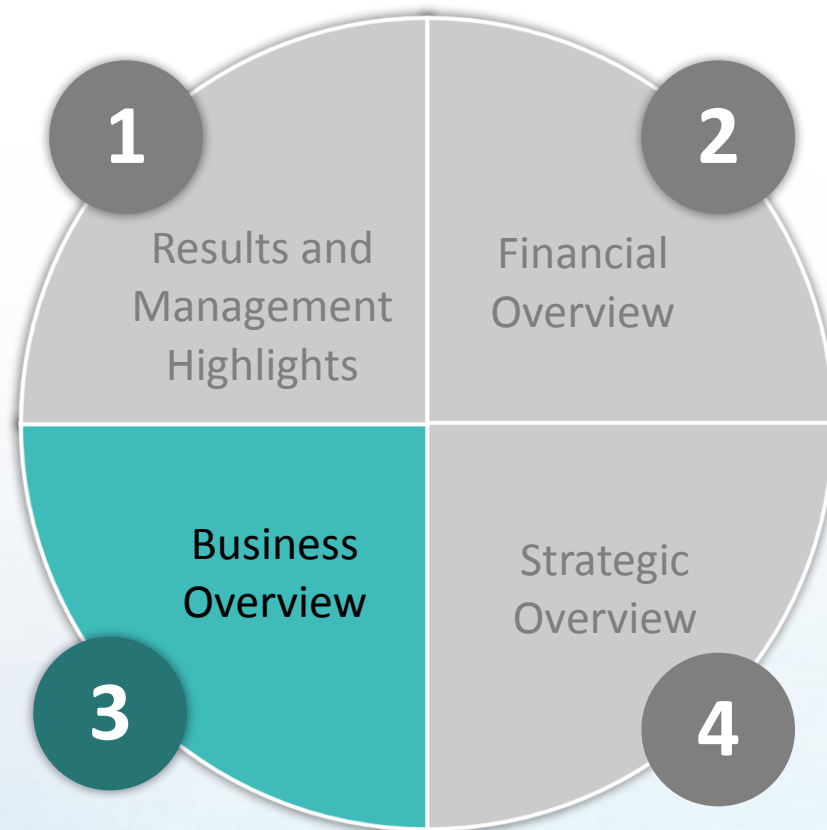 1
Results and
Management
Highlights
2
Financial
Overview
3
Business
Overview
4
Strategic
Overview